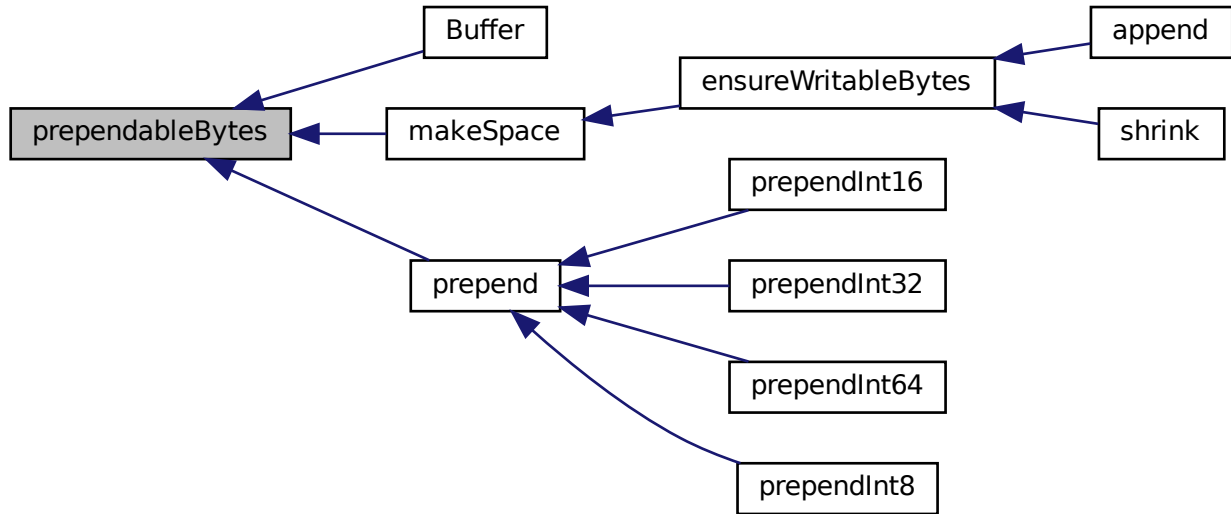 Buffer
append
ensureWritableBytes
prependableBytes
makeSpace
shrink
prependInt16
prepend
prependInt32
prependInt64
prependInt8